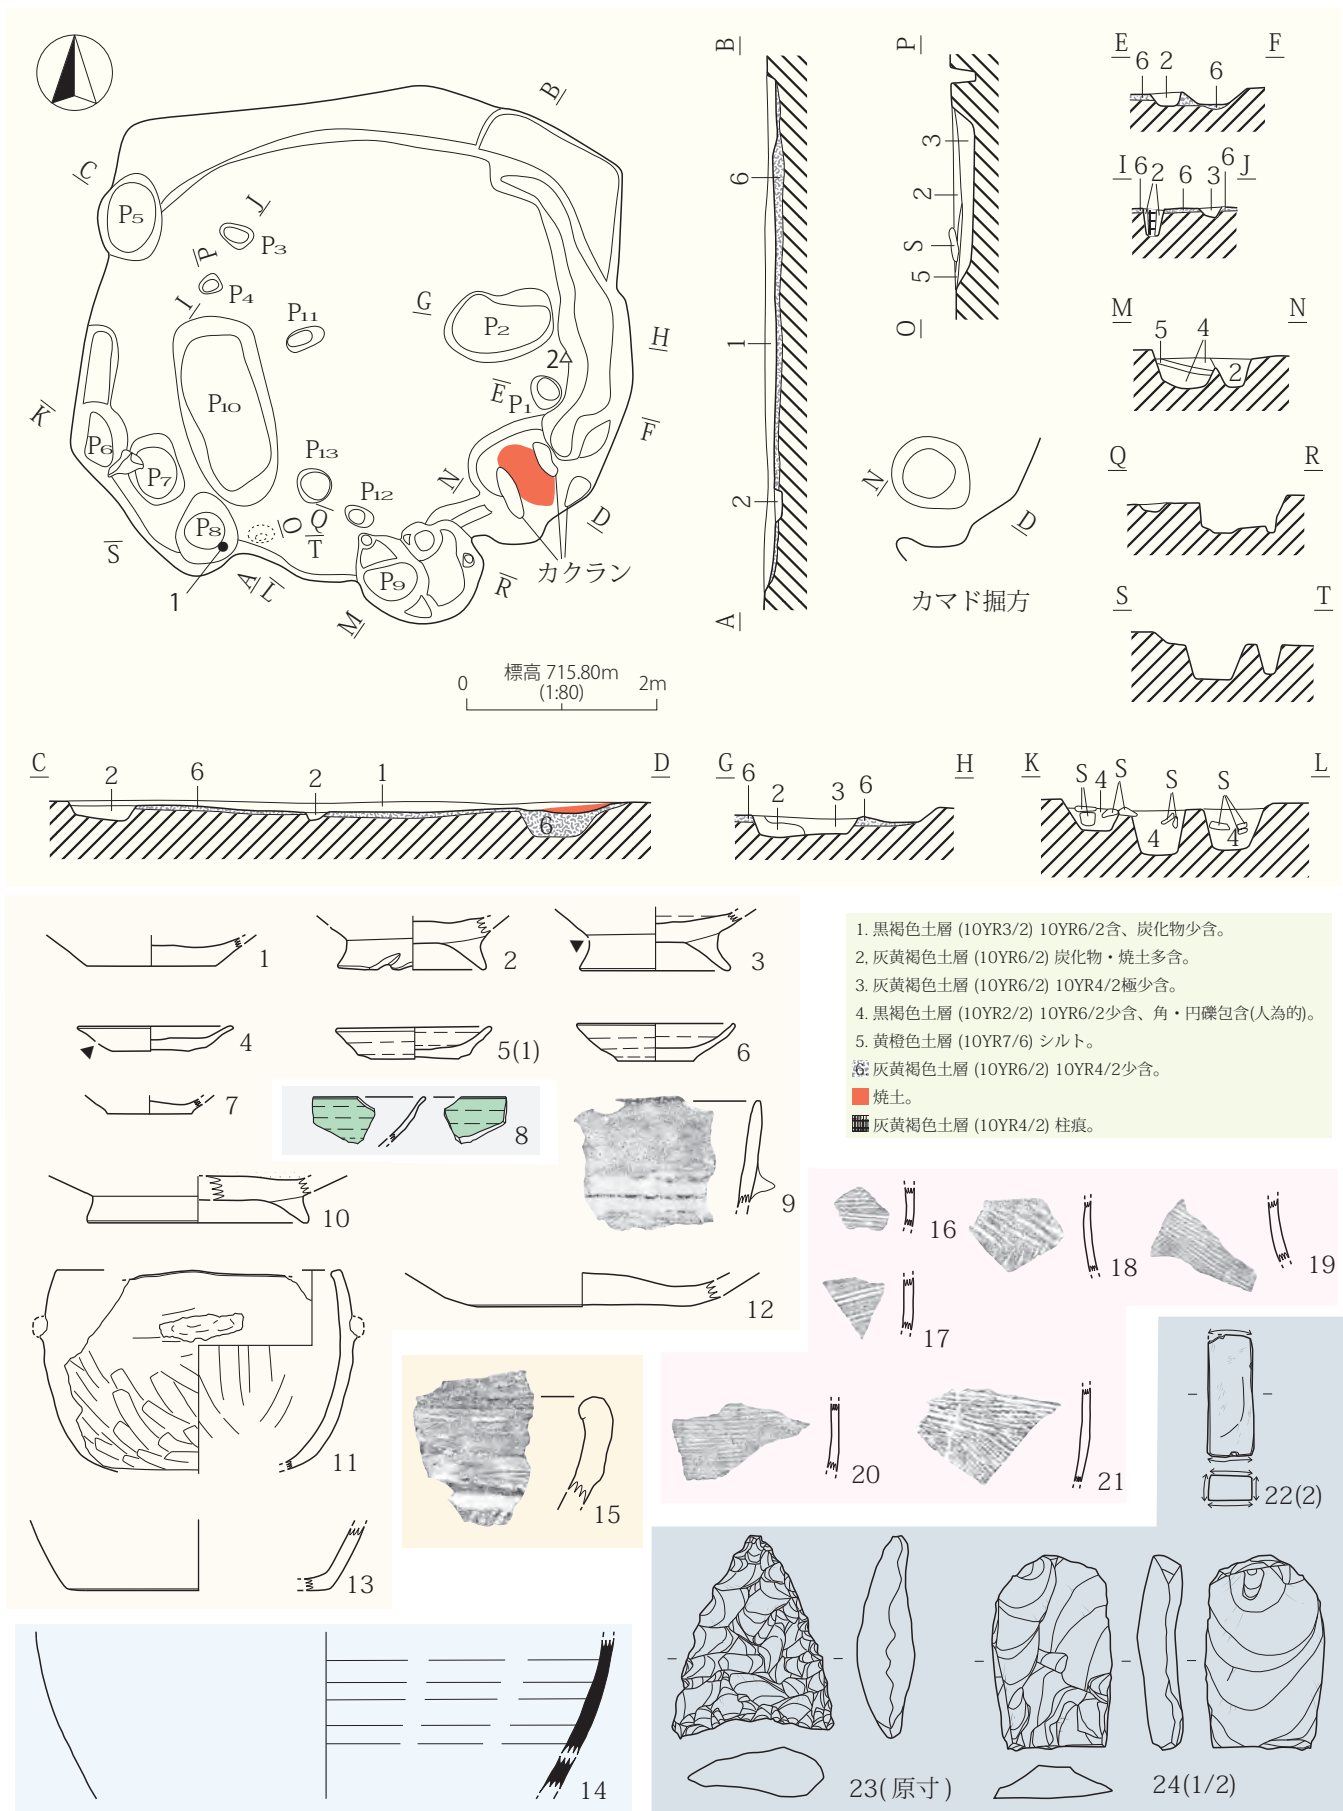 B
C
P5
J
P3
P
P4
I
P11
G
P2
2
H
E
P1
K
P10
F
P6
P7
P13
N
P12
P8
O
Q
T
D
S
A
L
P9
カクラン
R
1
M
標高 715.80m
0
(1:80)
2m
B
6
1
2
A
P
3
2
S
5
O
N
D
カマド掘方
E 6 2 6 F
I 6 2 6 3 6 J
M 5 4 N
2
Q R
S T
C 2 6 2 1 D
6
G 6 2 3 6 H
K S 4 S S S L
4 4
1. 黒褐色土層 (10YR3/2) 10YR6/2含、炭化物少含。
2, 灰黄褐色土層 (10YR6/2) 炭化物・焼土多含。
3. 灰黄褐色土層 (10YR6/2) 10YR4/2極少含。
4. 黒褐色土層 (10YR2/2) 10YR6/2少含、角・円礫包含(人為的)。
5. 黄橙色土層 (10YR7/6) シルト。
6. 灰黄褐色土層 (10YR6/2) 10YR4/2少含。
焼土。
灰黄褐色土層 (10YR4/2) 柱痕。
1
2
3
4
5(1)
6
7
8
9
10
11
12
13
14
15
16
17
18
19
20
21
22(2)
23(原寸)
24(1/2)